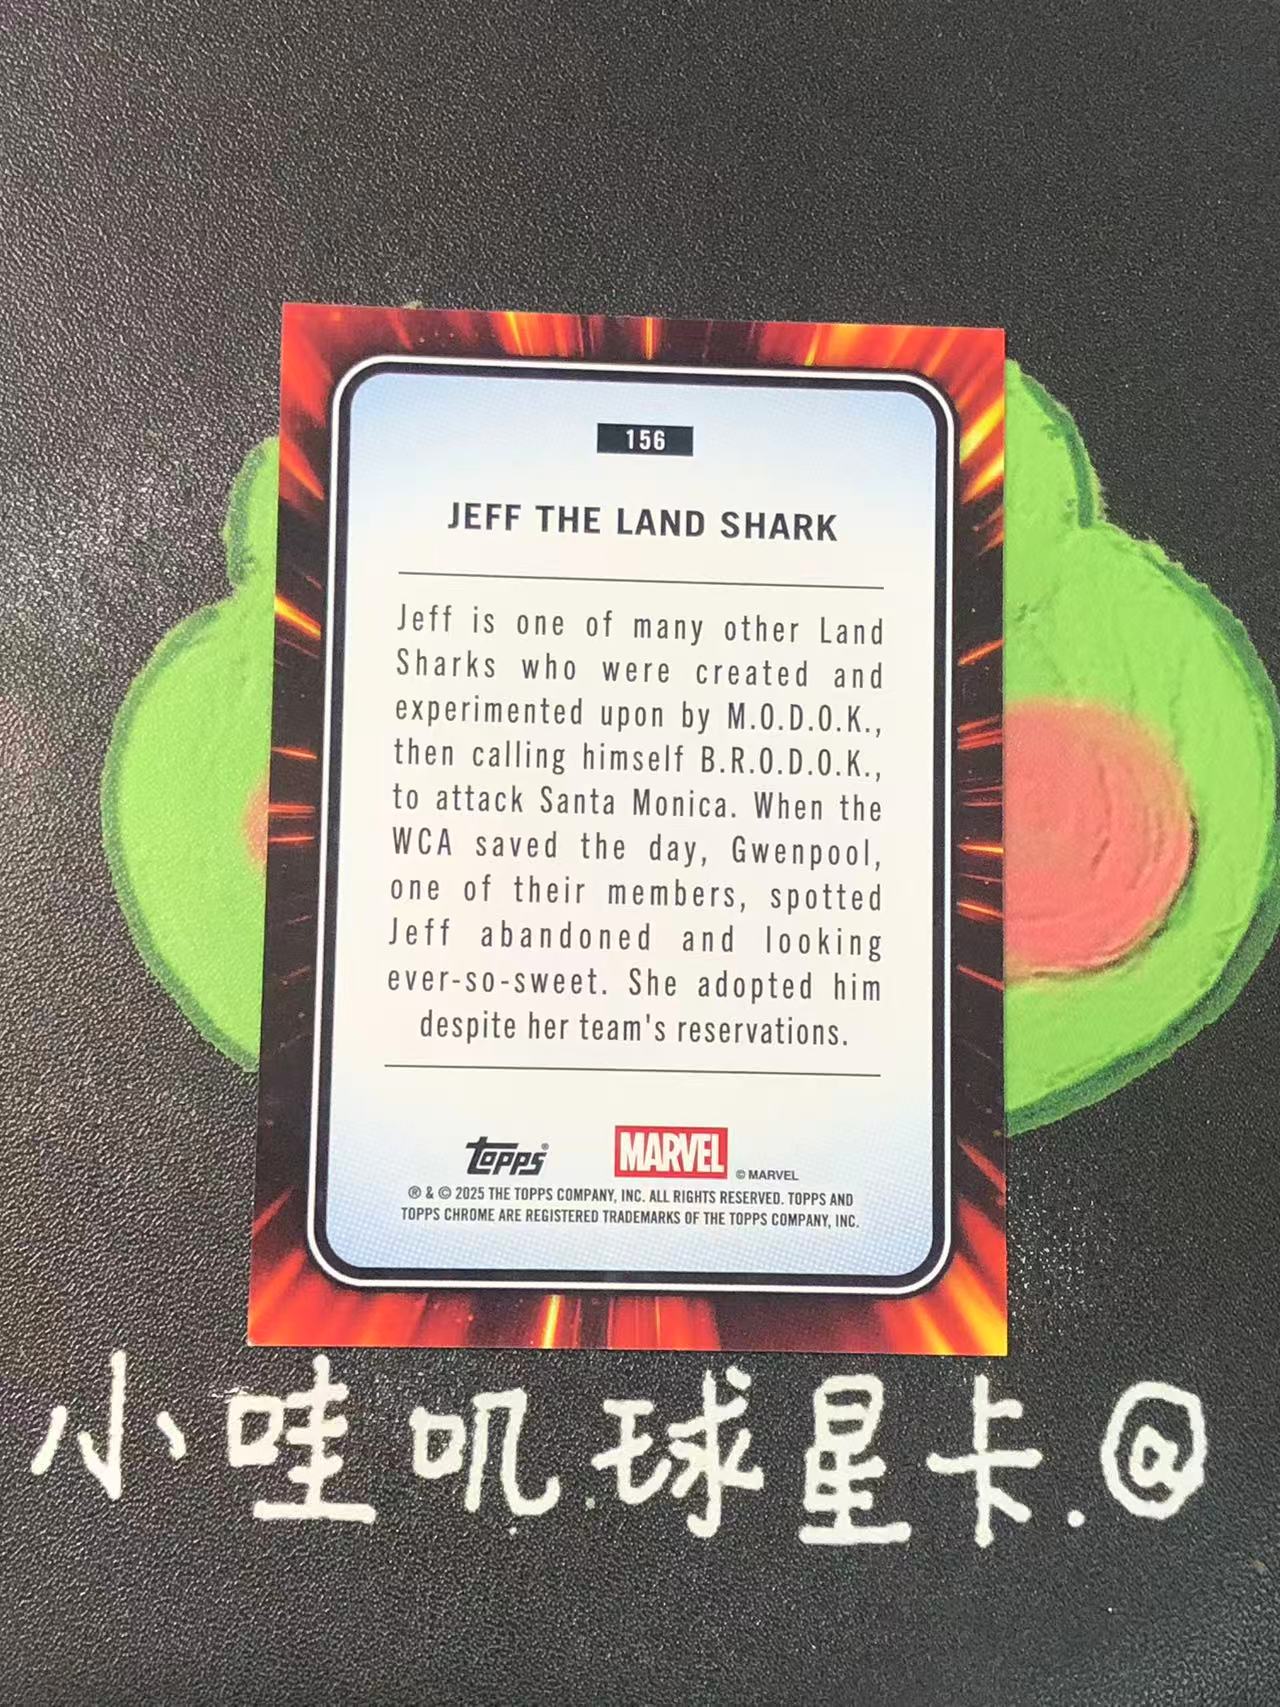 156
JEFF THE LAND SHARK
Jeff is one of many other Land
Sharks who were created and
experimented upon by M.O.D.O.K.,
then calling himself B.R.O.D.O.K.,
to attack Santa Monica. When the
WCA saved the day, Gwenpool,
one of their members, spotted
Jeff abandoned and looking
ever-so-sweet. She adopted him
despite her team's reservations.
Topps® MARVEL © MARVEL
® & © 2025 THE TOPPS COMPANY, INC. ALL RIGHTS RESERVED. TOPPS AND
TOPPS CHROME ARE REGISTERED TRADEMARKS OF THE TOPPS COMPANY, INC.
小哇叽.球星卡.@